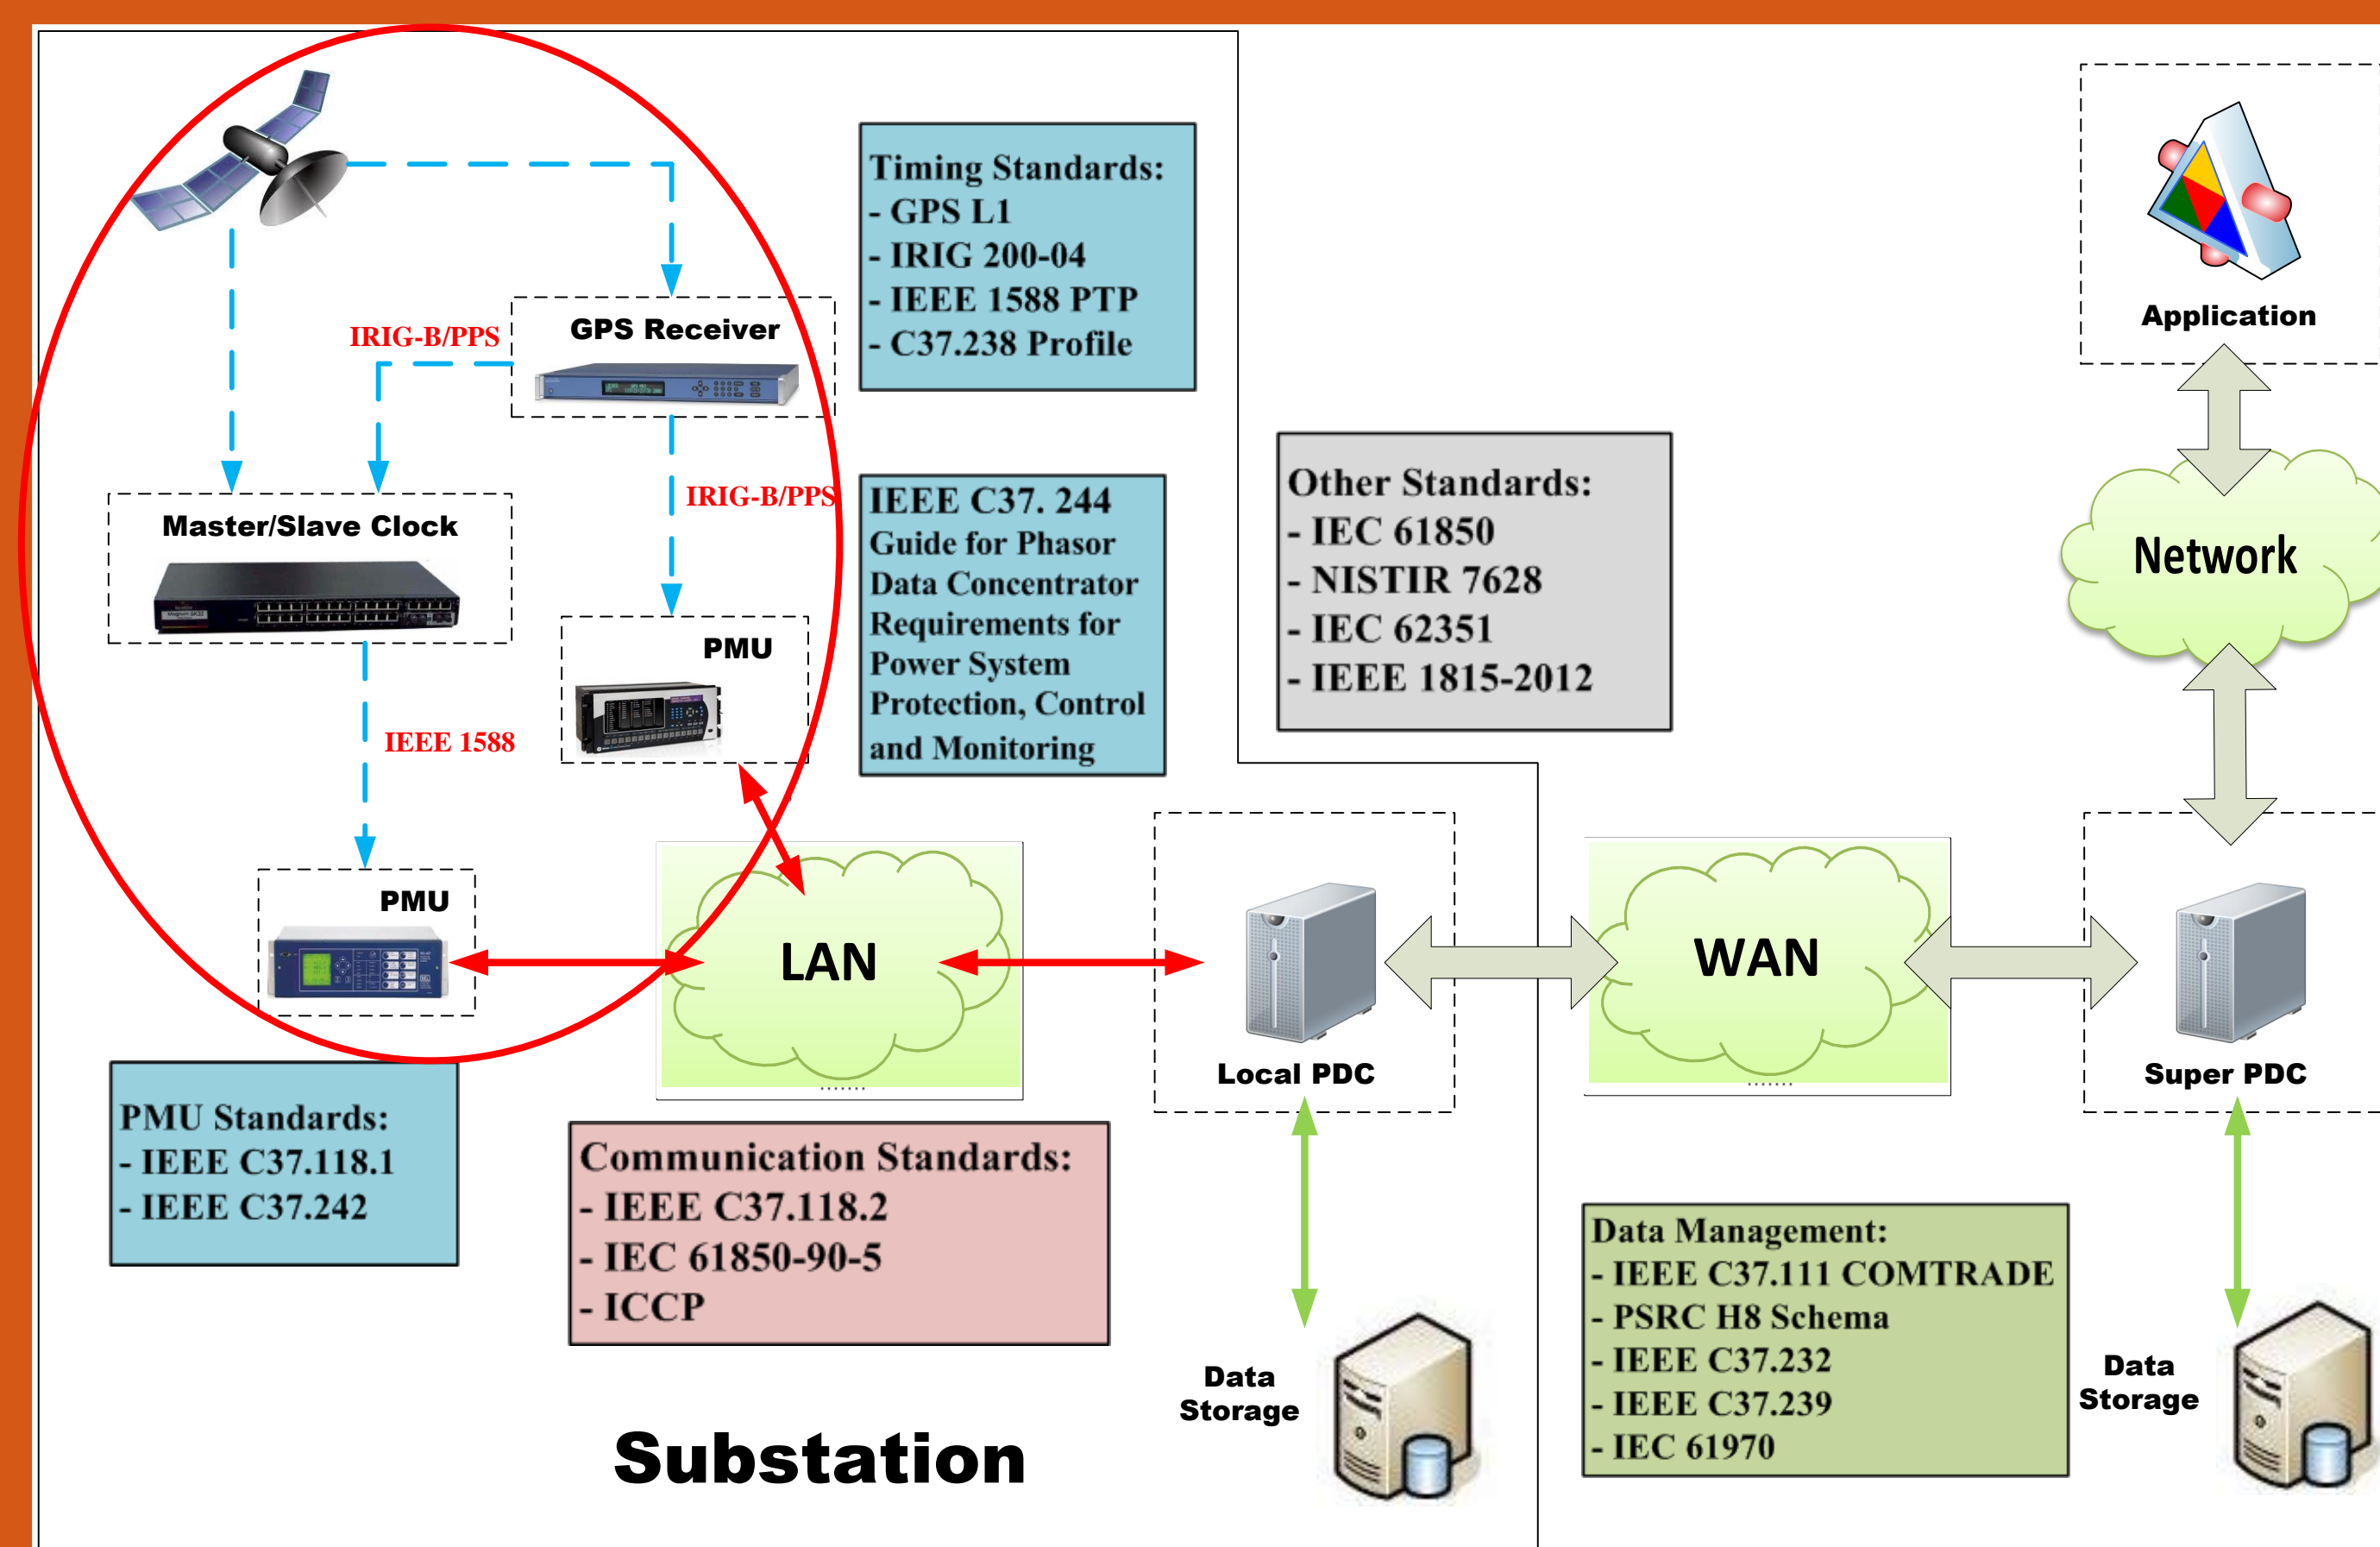 Timing Standards:
- GPS L1
- IRIG 200-04
- IEEE 1588 PTP
- C37.238 Profile
GPS Receiver
IRIG-B/PPS
IRIG-B/PPS
Master/Slave Clock
IEEE C37. 244
Guide for Phasor
Data Concentrator
Requirements for
Power System
Protection, Control
and Monitoring
PMU
IEEE 1588
PMU
LAN
Other Standards:
- IEC 61850
- NISTIR 7628
- IEC 62351
- IEEE 1815-2012
Application
Network
Local PDC
WAN
Super PDC
PMU Standards:
- IEEE C37.118.1
- IEEE C37.242
Communication Standards:
- IEEE C37.118.2
- IEC 61850-90-5
- ICCP
Data
Storage
Data Management:
- IEEE C37.111 COMTRADE
- PSRC H8 Schema
- IEEE C37.232
- IEEE C37.239
- IEC 61970
Data
Storage
Substation